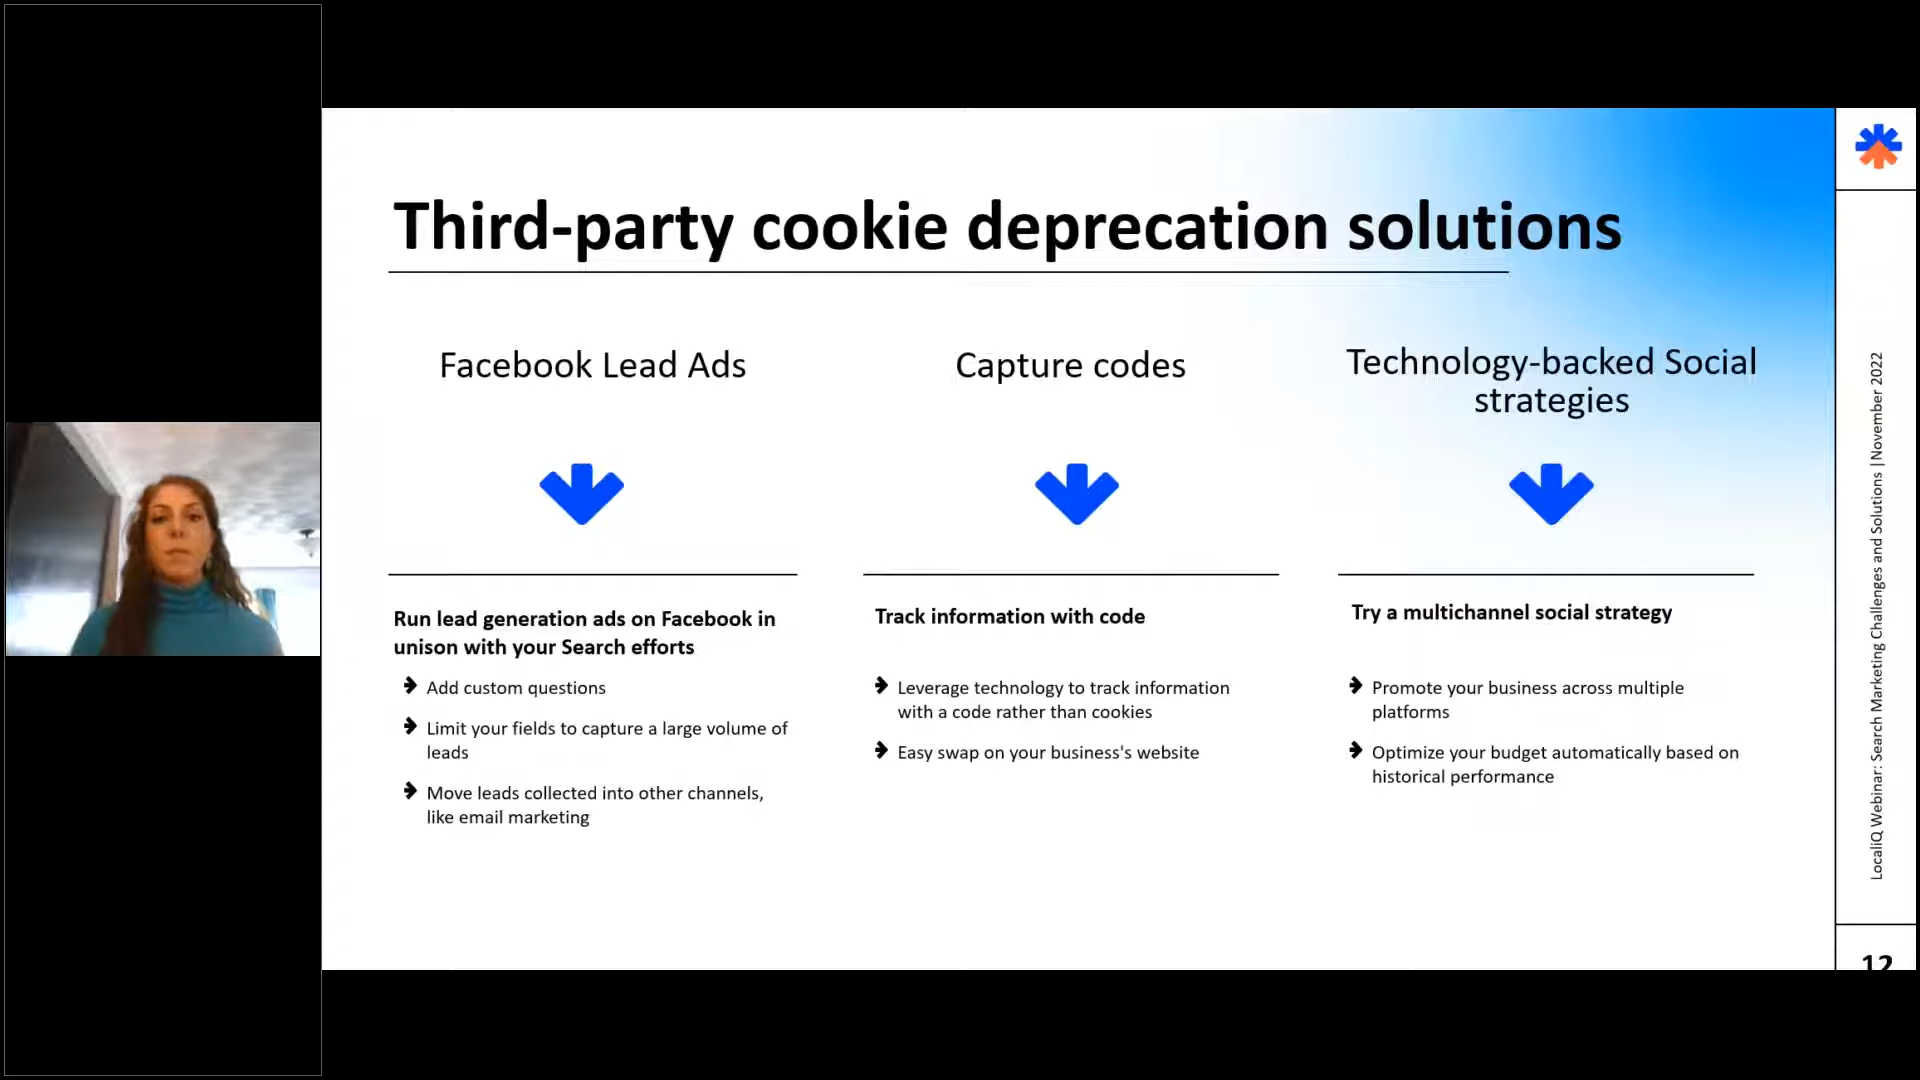 Third-party cookie deprecation solutions
Facebook Lead Ads
Run lead generation ads on Facebook in
unison with your Search efforts
Add custom questions
Limit your fields to capture a large volume of
leads
Move leads collected into other channels,
like email marketing
Capture codes
Track information with code
Leverage technology to track information
with a code rather than cookies
Easy swap on your business's website
Technology-backed Social
strategies
Try a multichannel social strategy
Promote your business across multiple
platforms
Optimize your budget automatically based on
historical performance
LocaliQ Webinar: Search Marketing Challenges and Solutions | November 2022
12